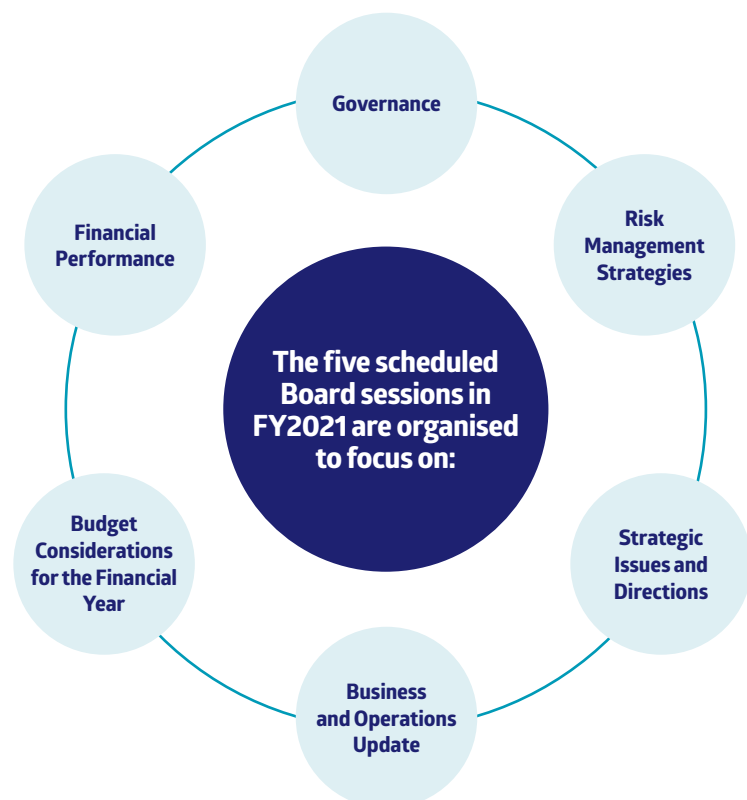 The five scheduled
Board sessions in
FY2021 are organised
to focus on:
Governance
Risk
Management
Strategies
Strategic
Issues and
Directions
Business
and Operations
Update
Budget
Considerations
for the Financial
Year
Financial
Performance